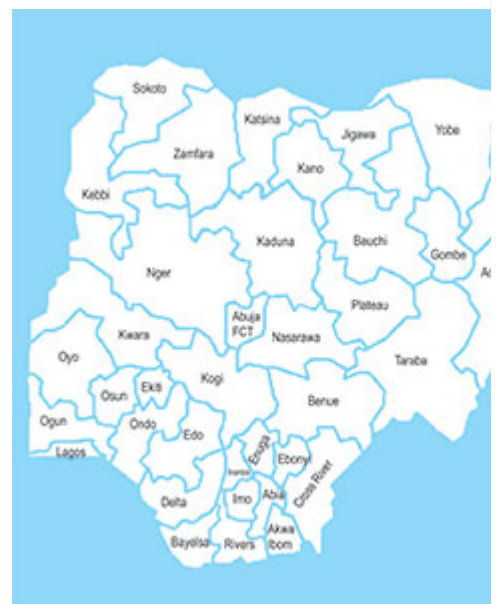 Sokoto
Katsina
Yobe
Jigawa
Zamfara
Kano
Kebbi
Kaduna
Bauchi
Gombe
Nger
Plateau
Abuja
FCT
Kwara
Nasarawa
Oyo
Taraba
Kogi
Ekiti
Osun
Benue
Ogun
Ondo
Edo
Lagos
Enugu
Ebonyi
Cross River
Delta
Imo
Abia
Akwa
Ibom
Bayelsa
Rivers